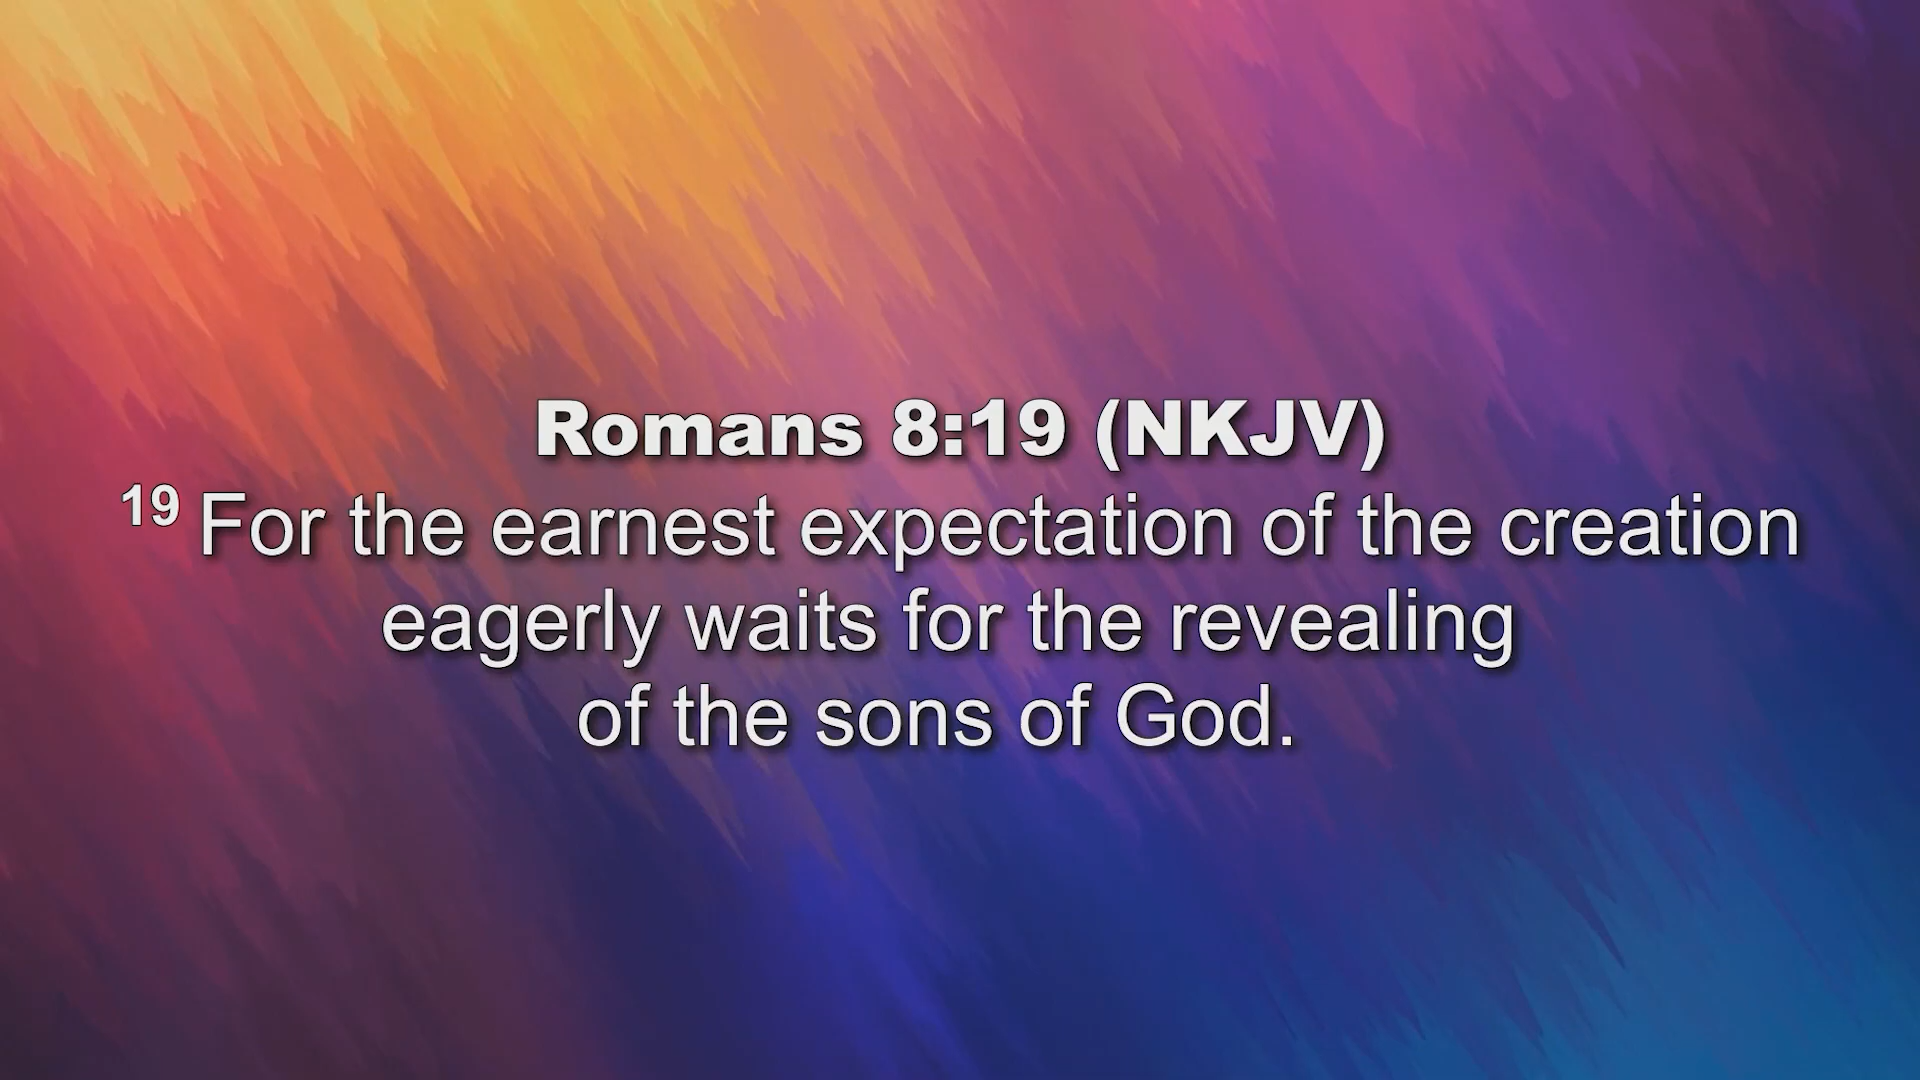 Romans 8:19 (NKJV)
19 For the earnest expectation of the creation
eagerly waits for the revealing
of the sons of God.